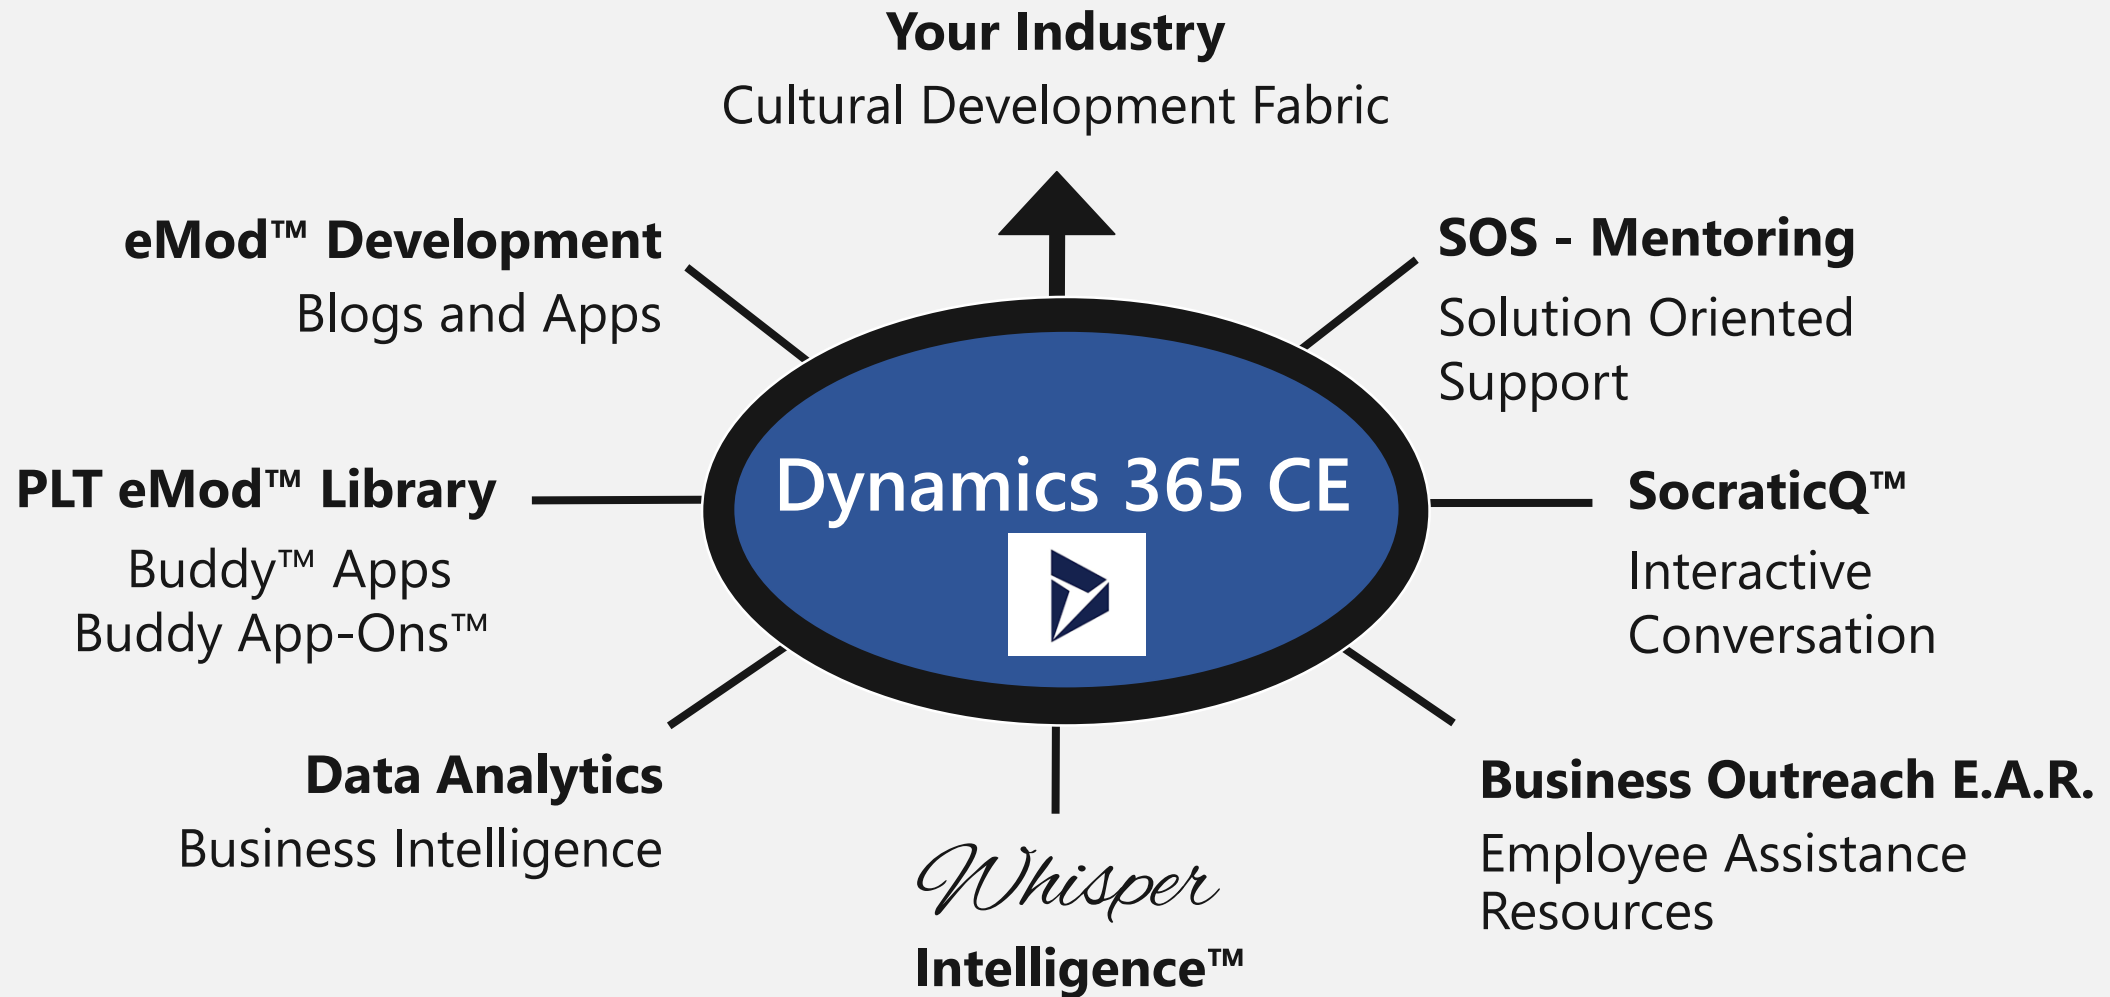 Your Industry
Cultural Development Fabric
eMod™ Development
Blogs and Apps
SOS - Mentoring
Solution Oriented
Support
PLT eMod™ Library
Buddy™ Apps
Buddy App-Ons™
Dynamics 365 CE
SocraticQ™
Interactive
Conversation
Data Analytics
Business Intelligence
Whisper
Intelligence™
Business Outreach E.A.R.
Employee Assistance
Resources